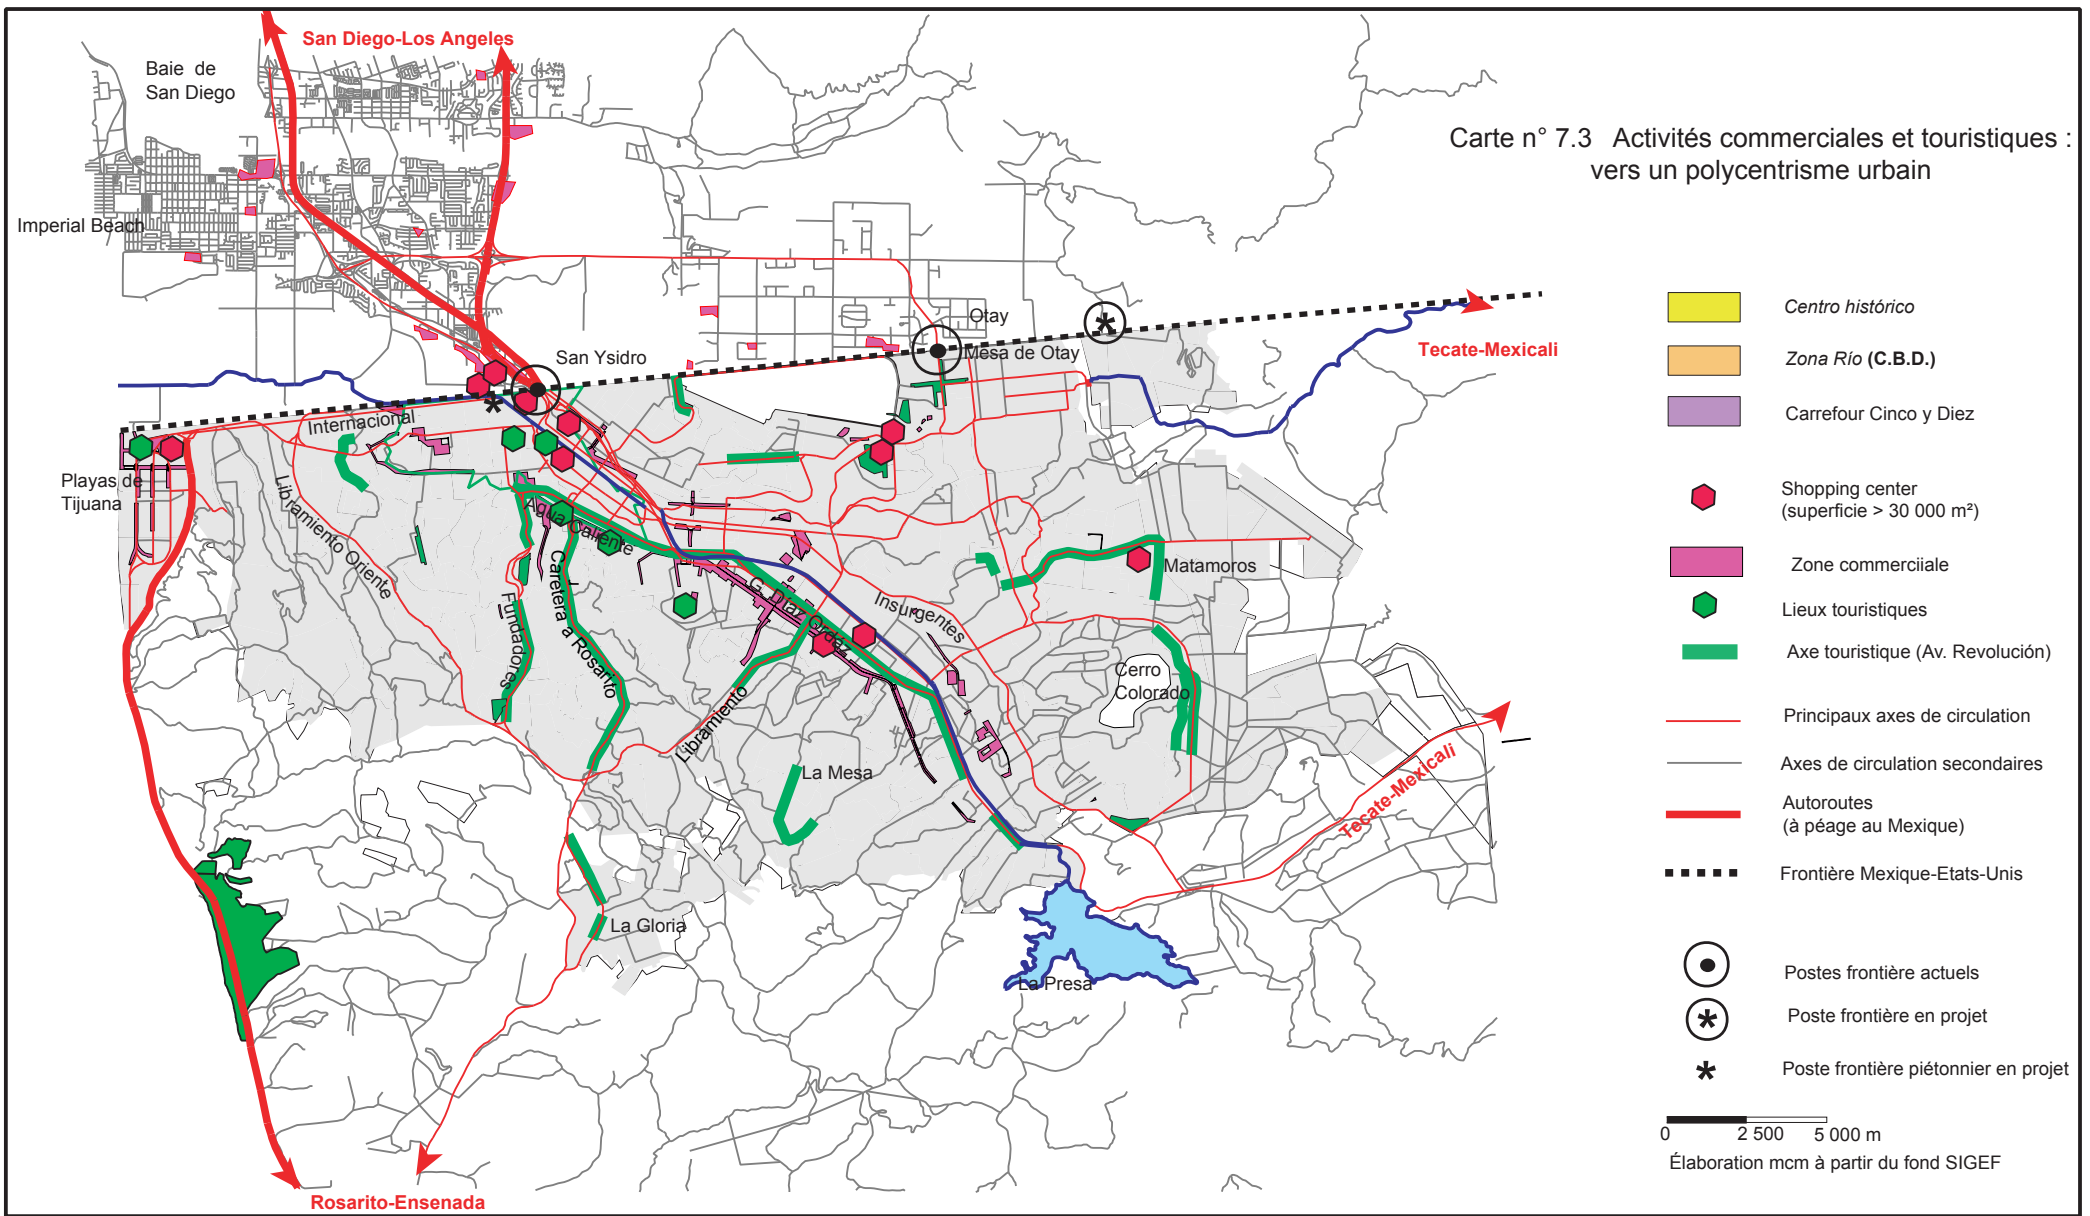 San Diego-Los Angeles
Baie de
San Diego
Imperial Beach
Carte n° 7.3 Activités commerciales et touristiques :
vers un polycentrisme urbain
Otay
San Ysidro
Mesa de Otay
Tecate-Mexicali
Internacional
Playas de
Tijuana
Libramiento Oriente
Agua Caliente
Fundadores
Caretera a Rosarito
G. Díaz Ordáz
Insurgentes
Matamoros
Cerro
Colorado
Libramiento
La Mesa
Tecate-Mexicali
La Gloria
La Presa
Rosarito-Ensenada
Centro histórico
Zona Río (C.B.D.)
Carrefour Cinco y Diez
Shopping center
(superficie > 30 000 m²)
Zone commerciiale
Lieux touristiques
Axe touristique (Av. Revolución)
Principaux axes de circulation
Axes de circulation secondaires
Autoroutes
(à péage au Mexique)
Frontière Mexique-Etats-Unis
Postes frontière actuels
Poste frontière en projet
Poste frontière piétonnier en projet
0 2 500 5 000 m
Élaboration mcm à partir du fond SIGEF